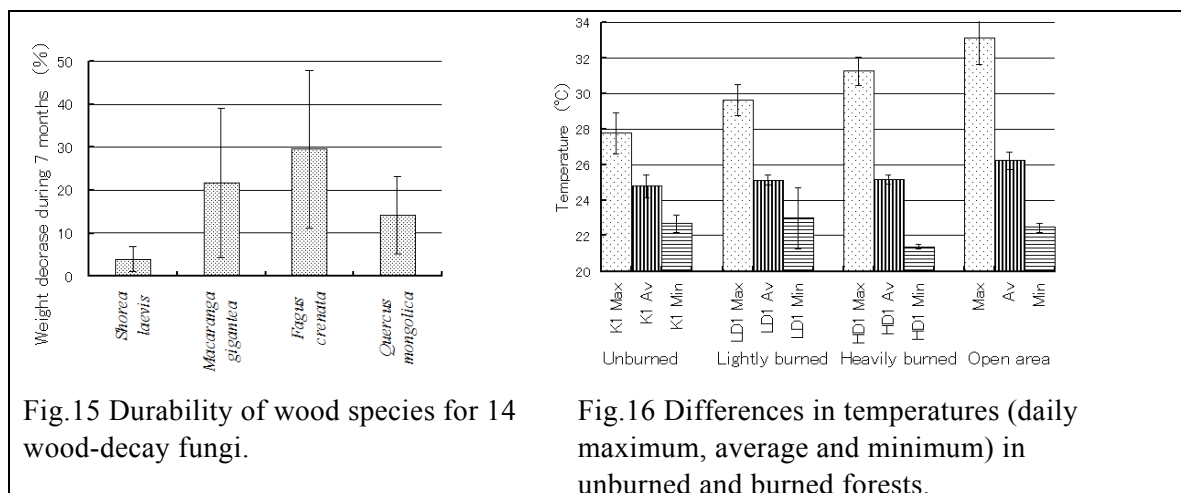 Weight decrase during 7 months (%)
50
40
30
20
10
0
Shorea
laevis
Macaranga
gigantea
Fagus
crenata
Quercus
mongolica
Fig.15 Durability of wood species for 14
wood-decay fungi.
Temperature (℃)
34
32
30
28
26
24
22
20
K1 Max
K1 Av
K1 Min
LD1 Max
LD1 Av
LD1 Min
HD1 Max
HD1 Av
HD1 Min
Max
Av
Min
Unburned
Lightly burned
Heavily burned
Open area
Fig.16 Differences in temperatures (daily
maximum, average and minimum) in
unburned and burned forests.